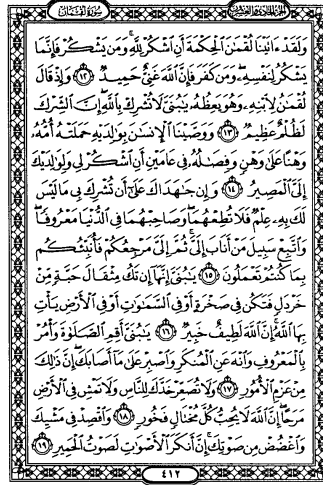 الجزء الحادي والعشرون
سورة لقمان
وَلَقَدْ ءَاتَيْنَا لُقْمَٰنَ ٱلْحِكْمَةَ أَنِ ٱشْكُرْ لِلَّهِ ۚ وَمَن يَشْكُرْ فَإِنَّمَا
يَشْكُرُ لِنَفْسِهِۦ ۖ وَمَن كَفَرَ فَإِنَّ ٱللَّهَ غَنِىٌّ حَمِيدٌ ١٢ وَإِذْ قَالَ
لُقْمَٰنُ لِٱبْنِهِۦ وَهُوَ يَعِظُهُۥ يَٰبُنَىَّ لَا تُشْرِكْ بِٱللَّهِ ۖ إِنَّ ٱلشِّرْكَ
لَظُلْمٌ عَظِيمٌ ١٣ وَوَصَّيْنَا ٱلْإِنسَٰنَ بِوَٰلِدَيْهِ حَمَلَتْهُ أُمُّهُۥ
وَهْنًا عَلَىٰ وَهْنٍ وَفِصَٰلُهُۥ فِى عَامَيْنِ أَنِ ٱشْكُرْ لِى وَلِوَٰلِدَيْكَ
إِلَىَّ ٱلْمَصِيرُ ١٤ وَإِن جَٰهَدَاكَ عَلَىٰٓ أَن تُشْرِكَ بِى مَا لَيْسَ
لَكَ بِهِۦ عِلْمٌ فَلَا تُطِعْهُمَا ۖ وَصَاحِبْهُمَا فِى ٱلدُّنْيَا مَعْرُوفًا ۖ
وَٱتَّبِعْ سَبِيلَ مَنْ أَنَابَ إِلَىَّ ۚ ثُمَّ إِلَىَّ مَرْجِعُكُمْ فَأُنَبِّئُكُم
بِمَا كُنتُمْ تَعْمَلُونَ ١٥ يَٰبُنَىَّ إِنَّهَآ إِن تَكُ مِثْقَالَ حَبَّةٍ مِّنْ
خَرْدَلٍ فَتَكُن فِى صَخْرَةٍ أَوْ فِى ٱلسَّمَٰوَٰتِ أَوْ فِى ٱلْأَرْضِ يَأْتِ
بِهَا ٱللَّهُ ۚ إِنَّ ٱللَّهَ لَطِيفٌ خَبِيرٌ ١٦ يَٰبُنَىَّ أَقِمِ ٱلصَّلَوٰةَ وَأْمُرْ
بِٱلْمَعْرُوفِ وَٱنْهَ عَنِ ٱلْمُنكَرِ وَٱصْبِرْ عَلَىٰ مَآ أَصَابَكَ ۖ إِنَّ ذَٰلِكَ
مِنْ عَزْمِ ٱلْأُمُورِ ١٧ وَلَا تُصَعِّرْ خَدَّكَ لِلنَّاسِ وَلَا تَمْشِ فِى ٱلْأَرْضِ
مَرَحًا ۖ إِنَّ ٱللَّهَ لَا يُحِبُّ كُلَّ مُخْتَالٍ فَخُورٍ ١٨ وَٱقْصِدْ فِى مَشْيِكَ
وَٱغْضُضْ مِن صَوْتِكَ ۚ إِنَّ أَنكَرَ ٱلْأَصْوَٰتِ لَصَوْتُ ٱلْحَمِيرِ ١٩
٤١٢